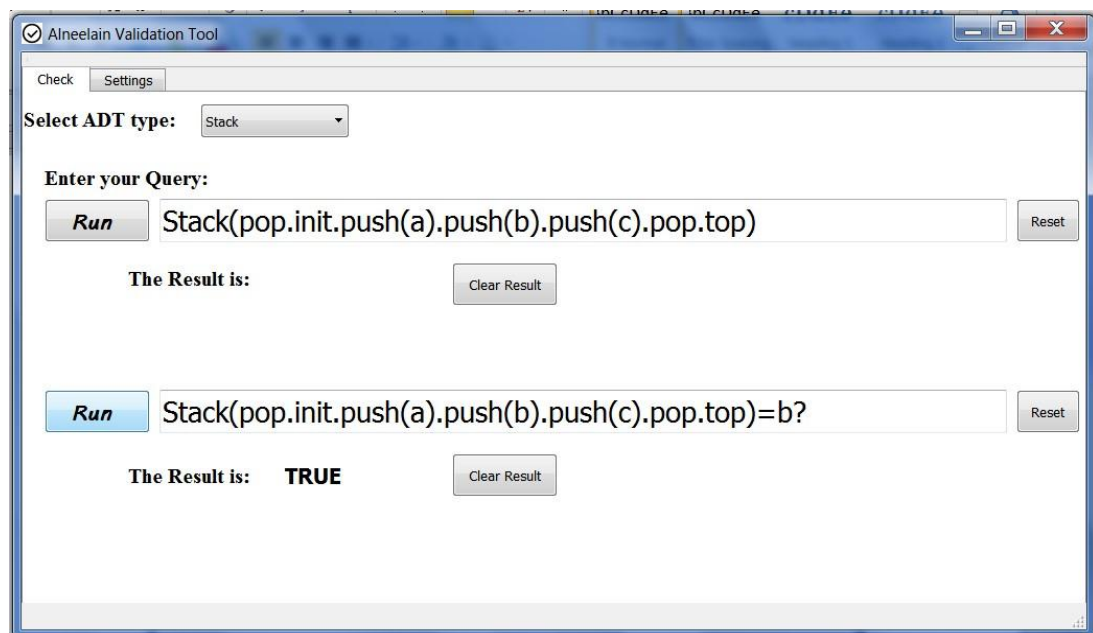 Alneelain Validation Tool
Check Settings
Select ADT type: Stack
Enter your Query:
Run Stack(pop.init.push(a).push(b).push(c).pop.top) Reset
The Result is: Clear Result
Run Stack(pop.init.push(a).push(b).push(c).pop.top)=b? Reset
The Result is: TRUE Clear Result